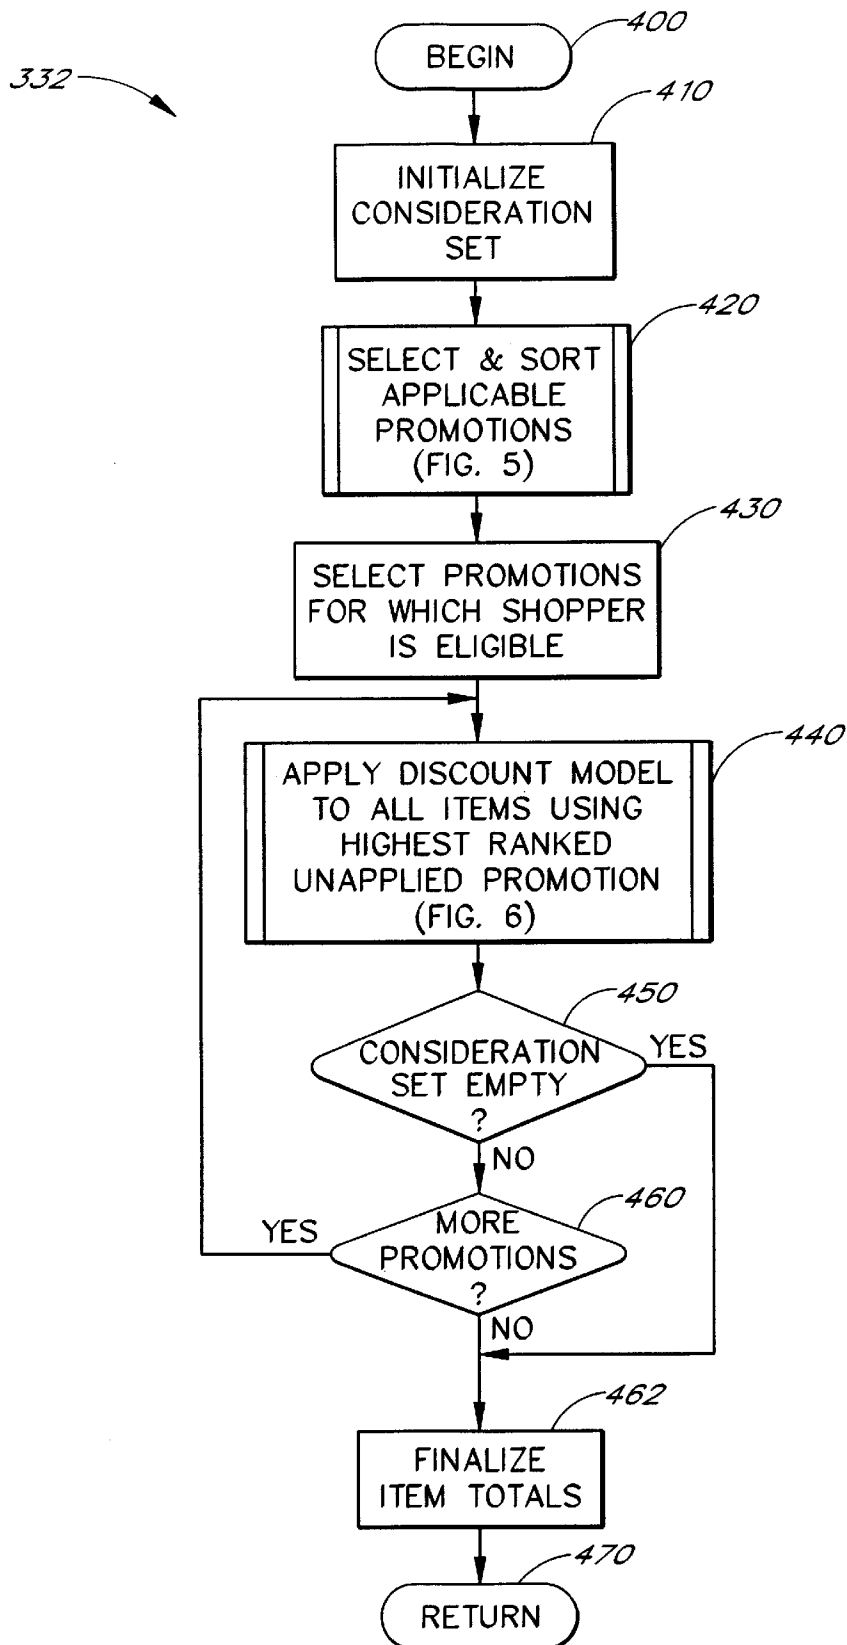 400
BEGIN
332
410
INITIALIZE
CONSIDERATION
SET
420
SELECT & SORT
APPLICABLE
PROMOTIONS
(FIG. 5)
430
SELECT PROMOTIONS
FOR WHICH SHOPPER
IS ELIGIBLE
440
APPLY DISCOUNT MODEL
TO ALL ITEMS USING
HIGHEST RANKED
UNAPPLIED PROMOTION
(FIG. 6)
450
CONSIDERATION
SET EMPTY
?
YES
NO
460
YES
MORE
PROMOTIONS
?
NO
462
FINALIZE
ITEM TOTALS
470
RETURN